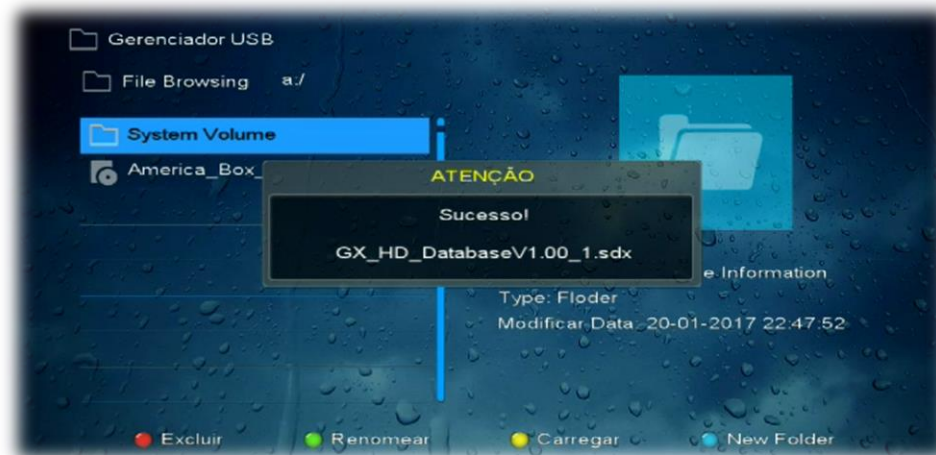 Gerenciador USB
File Browsing a:/
System Volume
America_Box_
ATENÇÃO
Sucesso!
GX_HD_DatabaseV1.00_1.sdx
e Information
Type: Floder
Modificar Data: 20-01-2017 22:47:52
Excluir Renomear Carregar New Folder